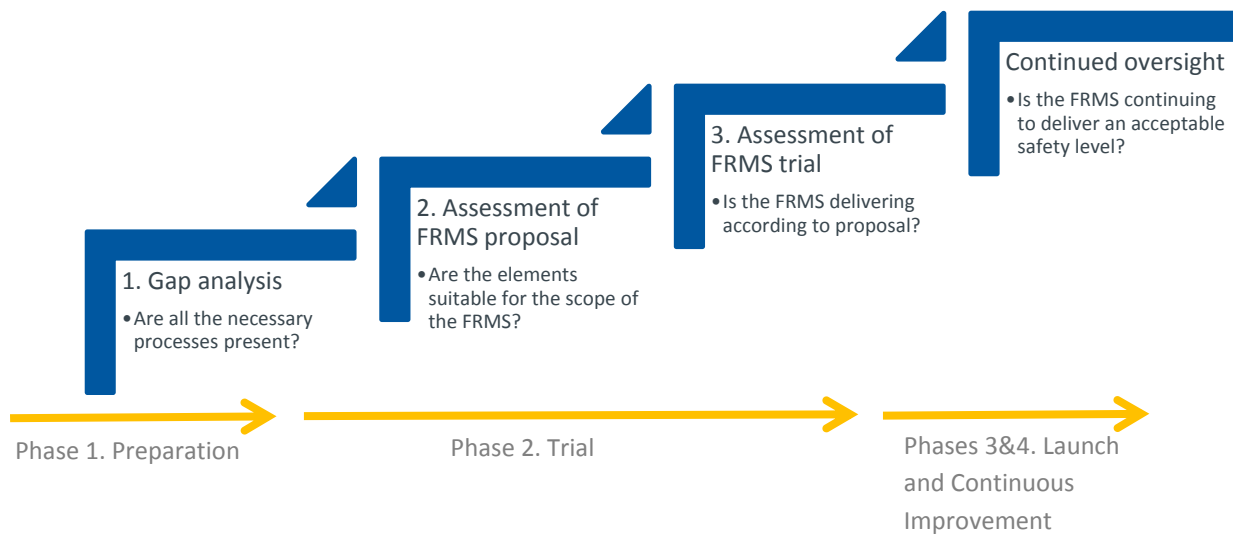 1. Gap analysis
•Are all the necessary
processes present?
2. Assessment of
FRMS proposal
•Are the elements
suitable for the scope of
the FRMS?
3. Assessment of
FRMS trial
•Is the FRMS delivering
according to proposal?
Continued oversight
•Is the FRMS continuing
to deliver an acceptable
safety level?
Phase 1. Preparation
Phase 2. Trial
Phases 3&4. Launch
and Continuous
Improvement